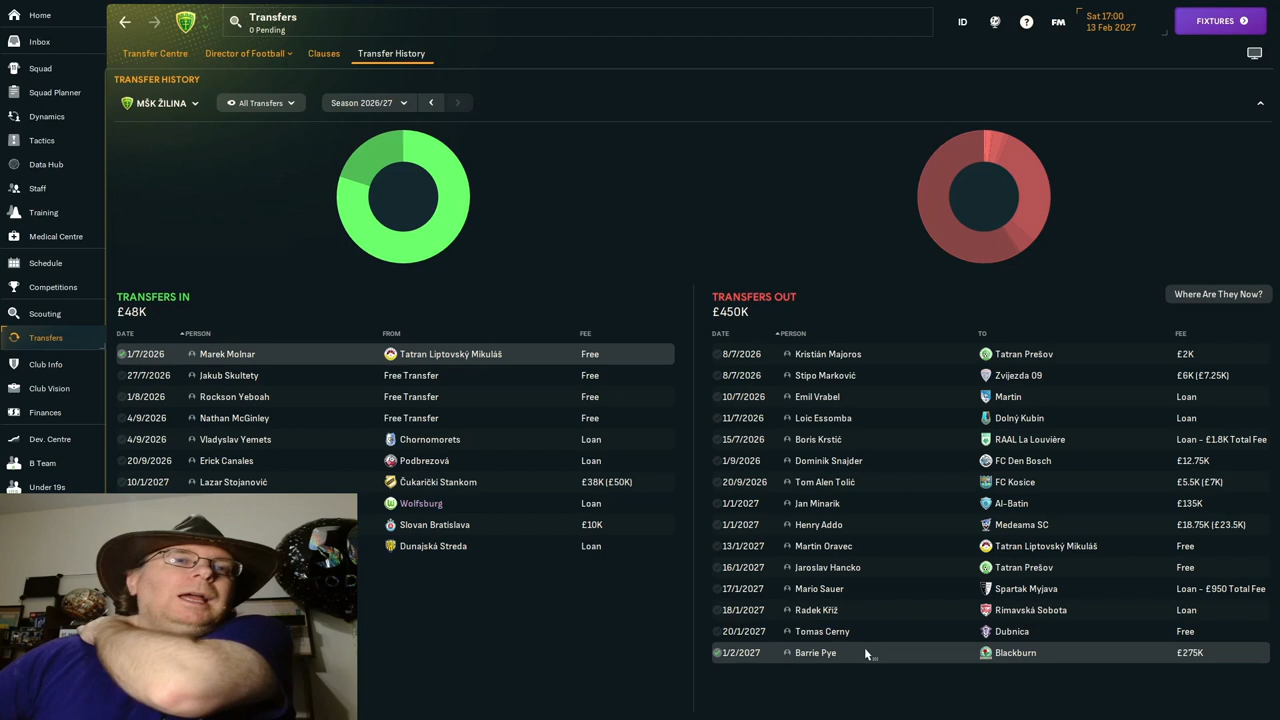 Home
Transfers
0 Pending
ID
FM
Sat 17:00
13 Feb 2027
FIXTURES
Inbox
Squad
Squad Planner
Dynamics
Tactics
Data Hub
Staff
Training
Medical Centre
Schedule
Competitions
Scouting
Transfers
Club Info
Club Vision
Finances
Dev. Centre
B Team
Under 19s
Transfer Centre
Director of Football
Clauses
Transfer History
TRANSFER HISTORY
MŠK ŽILINA
All Transfers
Season 2026/27
TRANSFERS IN
£48K
DATE PERSON FROM FEE
1/7/2026 Marek Molnar Tatran Liptovský Mikuláš Free
27/7/2026 Jakub Skultety Free Transfer Free
1/8/2026 Rockson Yeboah Free Transfer Free
4/9/2026 Nathan McGinley Free Transfer Free
4/9/2026 Vladyslav Yemets Chornomorets Loan
20/9/2026 Erick Canales Podbrezová Loan
10/1/2027 Lazar Stojanović Čukarički Stankom £38K (£50K)
Wolfsburg Loan
Slovan Bratislava £10K
Dunajská Streda Loan
TRANSFERS OUT
£450K
Where Are They Now?
DATE PERSON TO FEE
8/7/2026 Kristián Majoros Tatran Prešov £2K
8/7/2026 Stipo Marković Zvijezda 09 £6K (£7.25K)
10/7/2026 Emil Vrabel Martin Loan
11/7/2026 Loic Essomba Dolný Kubín Loan
15/7/2026 Boris Krstić RAAL La Louvière Loan - £1.8K Total Fee
1/9/2026 Dominik Snajder FC Den Bosch £12.75K
20/9/2026 Tom Alen Tolić FC Kosice £5.5K (£7K)
1/1/2027 Jan Minarik Al-Batin £135K
1/1/2027 Henry Addo Medeama SC £18.75K (£23.5K)
13/1/2027 Martin Oravec Tatran Liptovský Mikuláš Free
16/1/2027 Jaroslav Hancko Tatran Prešov Free
17/1/2027 Mario Sauer Spartak Myjava Loan - £950 Total Fee
18/1/2027 Radek Kříž Rimavská Sobota Loan
20/1/2027 Tomas Cerny Dubnica Free
1/2/2027 Barrie Pye Blackburn £275K